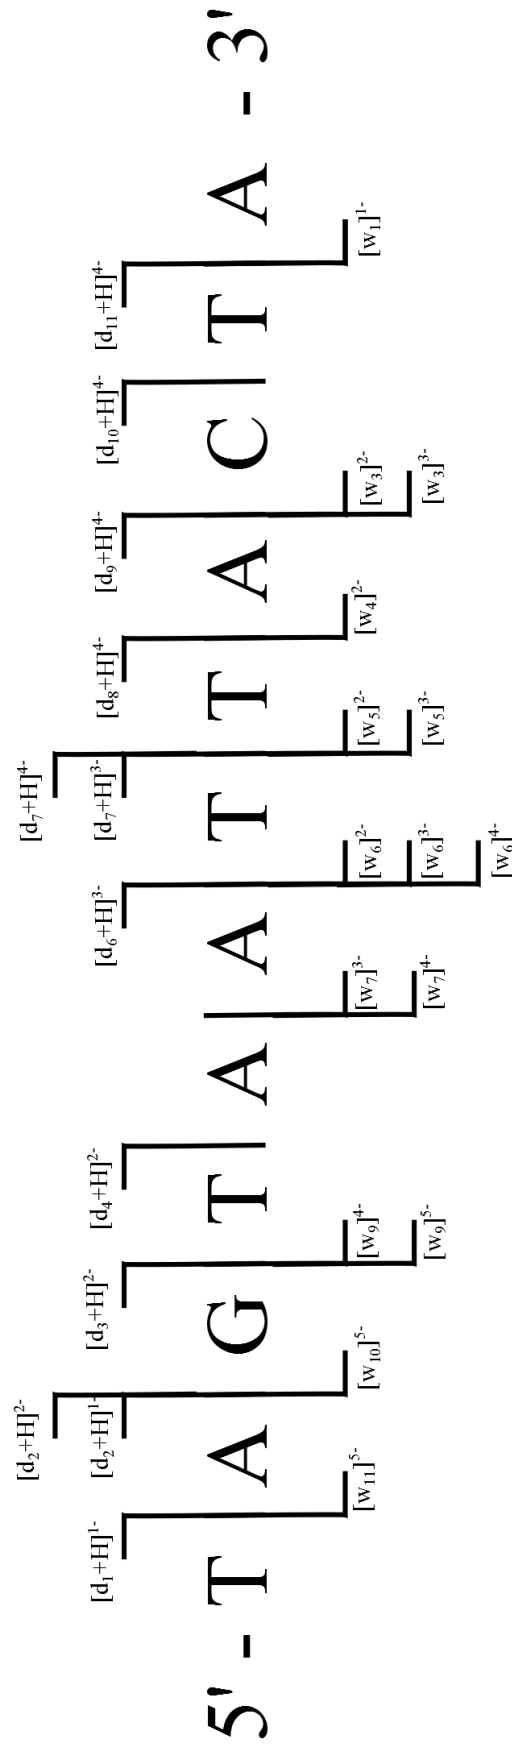 [d₂+H]²⁻ [d₇+H]⁴⁻
[d₁+H]¹⁻ [d₂+H]¹⁻ [d₃+H]²⁻ [d₄+H]²⁻ [d₆+H]³⁻ [d₇+H]³⁻ [d₈+H]⁴⁻ [d₉+H]⁴⁻ [d₁₀+H]⁴⁻ [d₁₁+H]⁴⁻
5' - T A G T A A T T A C T A - 3'
[w₁₁]⁵⁻ [w₁₀]⁵⁻ [w₉]⁴⁻ [w₇]³⁻ [w₆]²⁻ [w₅]²⁻ [w₄]²⁻ [w₃]²⁻ [w₁]¹⁻
[w₉]⁵⁻ [w₇]⁴⁻ [w₆]³⁻ [w₅]³⁻ [w₃]³⁻
[w₆]⁴⁻